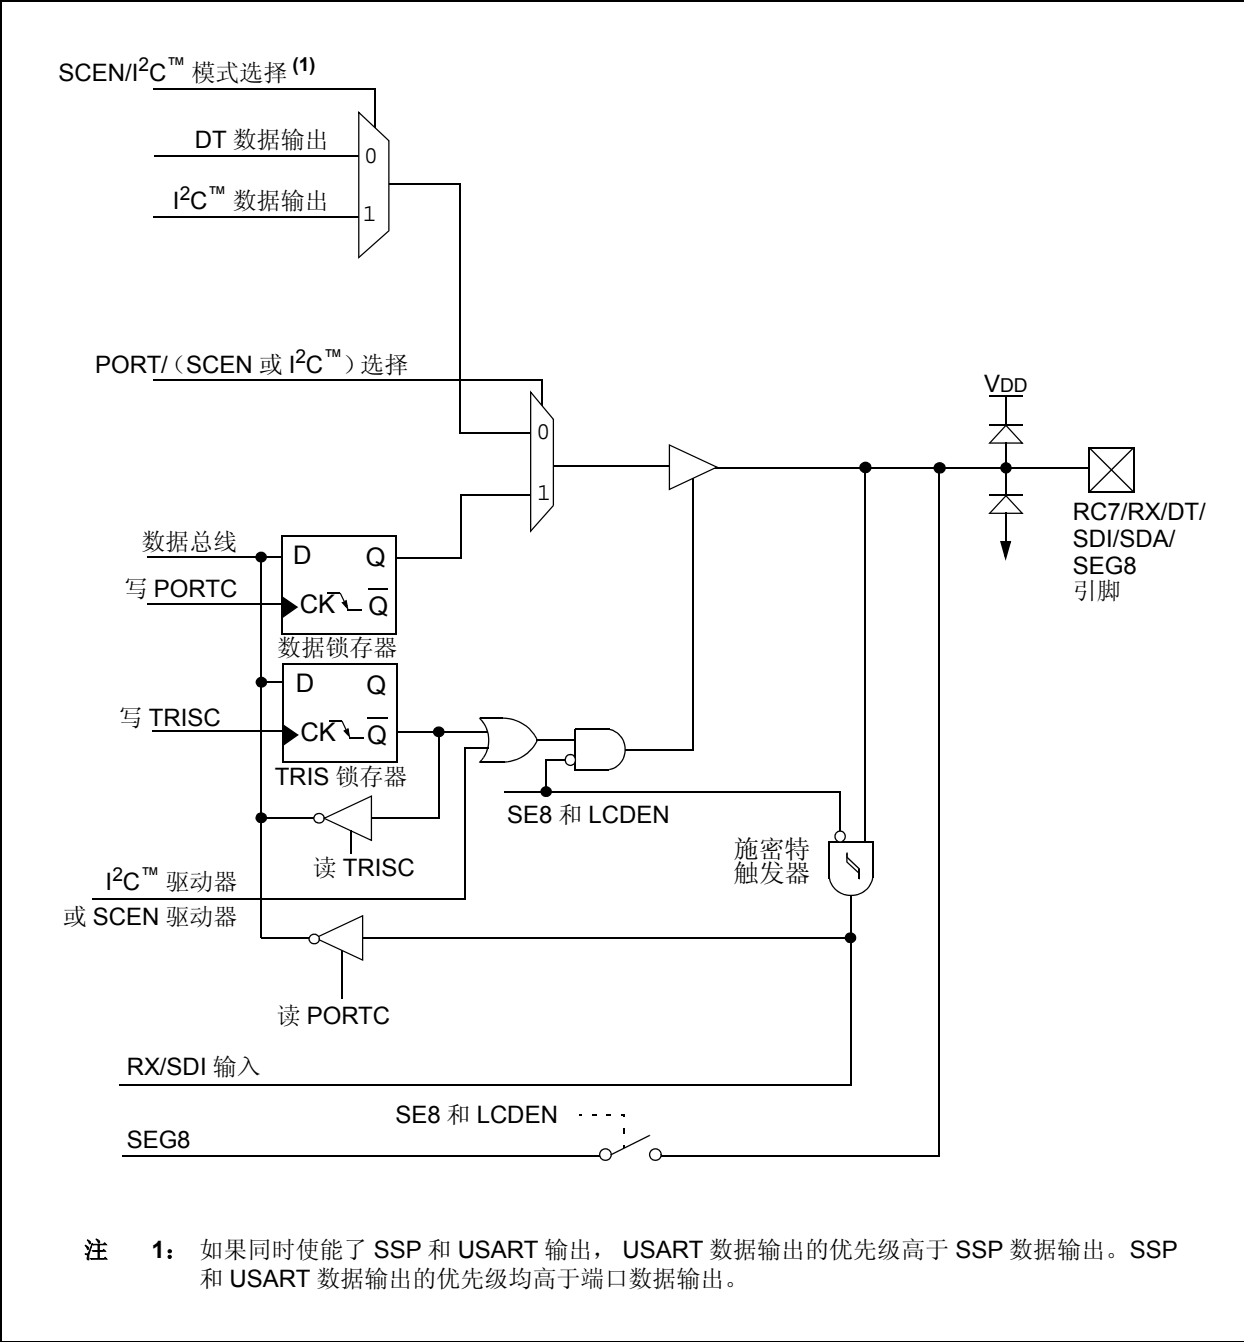 SCEN/I²C™ 模式选择 (1)
DT 数据输出
0
I²C™ 数据输出
1
PORT/（SCEN 或 I²C™）选择
VDD
0
1
RC7/RX/DT/
SDI/SDA/
SEG8
引脚
数据总线
D Q
写 PORTC
CK Q̅
数据锁存器
D Q
写 TRISC
CK Q̅
TRIS 锁存器
SE8 和 LCDEN
施密特
触发器
读 TRISC
I²C™ 驱动器
或 SCEN 驱动器
读 PORTC
RX/SDI 输入
SE8 和 LCDEN
SEG8
注 1： 如果同时使能了 SSP 和 USART 输出， USART 数据输出的优先级高于 SSP 数据输出。SSP
和 USART 数据输出的优先级均高于端口数据输出。